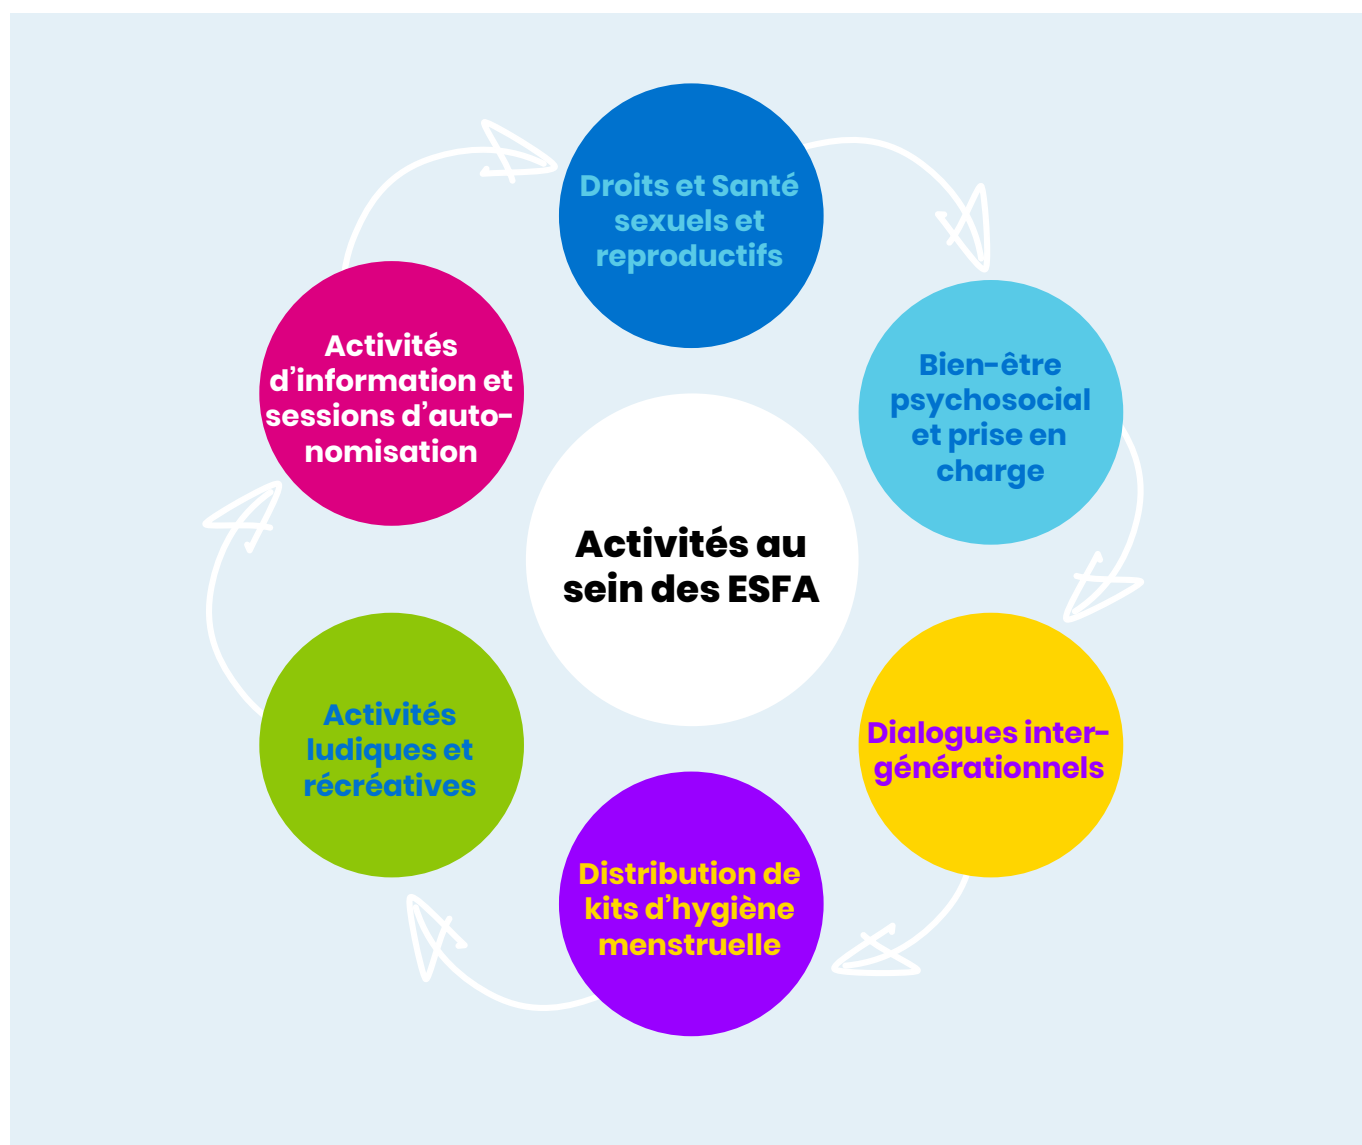 Droits et Santé
sexuels et
reproductifs
Bien-être
psychosocial
et prise en
charge
Dialogues inter-
générationnels
Distribution de
kits d’hygiène
menstruelle
Activités
ludiques et
récréatives
Activités
d’information et
sessions d’auto-
nomisation
Activités au
sein des ESFA